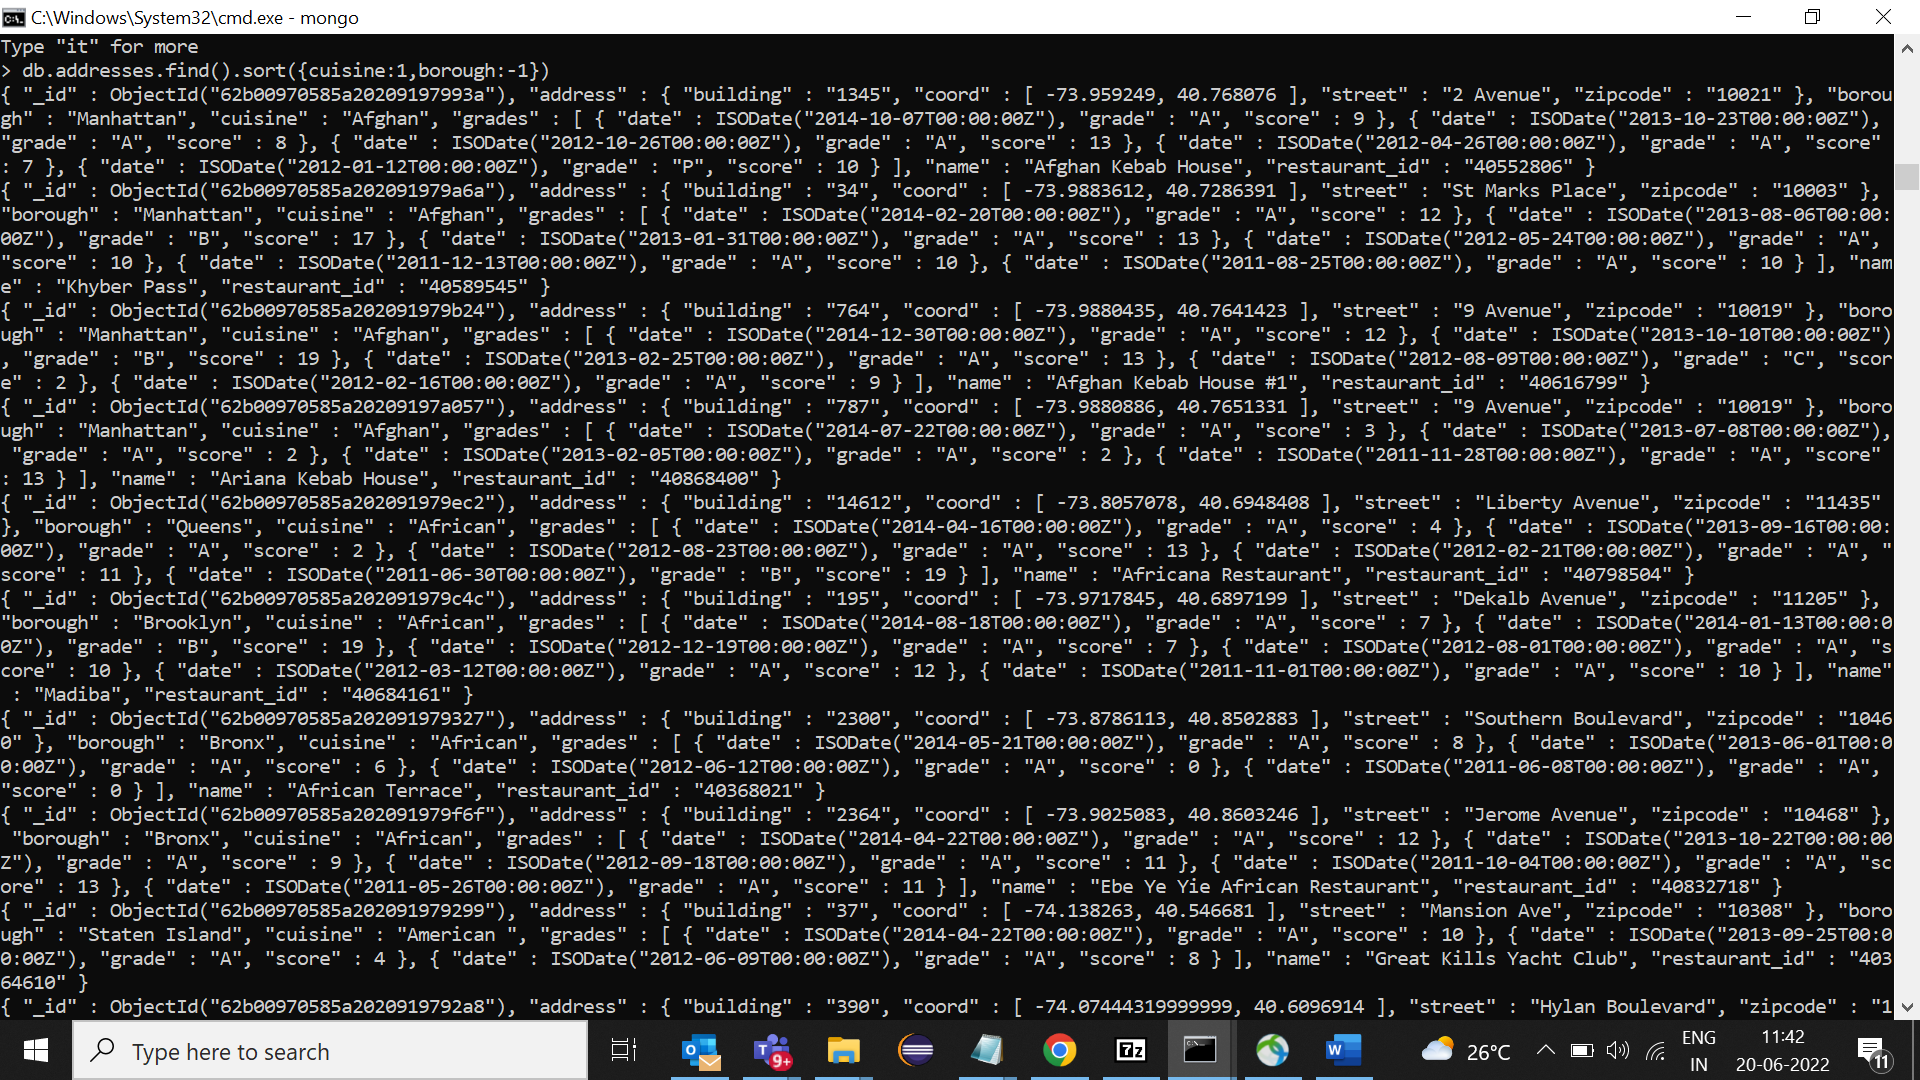 C:\Windows\System32\cmd.exe - mongo
Type "it" for more
> db.addresses.find().sort({cuisine:1,borough:-1})
{ "_id" : ObjectId("62b00970585a20209197993a"), "address" : { "building" : "1345", "coord" : [ -73.959249, 40.768076 ], "street" : "2 Avenue", "zipcode" : "10021" }, "borou
gh" : "Manhattan", "cuisine" : "Afghan", "grades" : [ { "date" : ISODate("2014-10-07T00:00:00Z"), "grade" : "A", "score" : 9 }, { "date" : ISODate("2013-10-23T00:00:00Z"),
"grade" : "A", "score" : 8 }, { "date" : ISODate("2012-10-26T00:00:00Z"), "grade" : "A", "score" : 13 }, { "date" : ISODate("2012-04-26T00:00:00Z"), "grade" : "A", "score"
: 7 }, { "date" : ISODate("2012-01-12T00:00:00Z"), "grade" : "P", "score" : 10 } ], "name" : "Afghan Kebab House", "restaurant_id" : "40552806" }
{ "_id" : ObjectId("62b00970585a202091979a6a"), "address" : { "building" : "34", "coord" : [ -73.9883612, 40.7286391 ], "street" : "St Marks Place", "zipcode" : "10003" },
"borough" : "Manhattan", "cuisine" : "Afghan", "grades" : [ { "date" : ISODate("2014-02-20T00:00:00Z"), "grade" : "A", "score" : 12 }, { "date" : ISODate("2013-08-06T00:00:
00Z"), "grade" : "B", "score" : 17 }, { "date" : ISODate("2013-01-31T00:00:00Z"), "grade" : "A", "score" : 13 }, { "date" : ISODate("2012-05-24T00:00:00Z"), "grade" : "A",
"score" : 10 }, { "date" : ISODate("2011-12-13T00:00:00Z"), "grade" : "A", "score" : 10 }, { "date" : ISODate("2011-08-25T00:00:00Z"), "grade" : "A", "score" : 10 } ], "nam
e" : "Khyber Pass", "restaurant_id" : "40589545" }
{ "_id" : ObjectId("62b00970585a202091979b24"), "address" : { "building" : "764", "coord" : [ -73.9880435, 40.7641423 ], "street" : "9 Avenue", "zipcode" : "10019" }, "bor
ough" : "Manhattan", "cuisine" : "Afghan", "grades" : [ { "date" : ISODate("2014-12-30T00:00:00Z"), "grade" : "A", "score" : 12 }, { "date" : ISODate("2013-10-10T00:00:00Z")
, "grade" : "B", "score" : 19 }, { "date" : ISODate("2013-02-25T00:00:00Z"), "grade" : "A", "score" : 13 }, { "date" : ISODate("2012-08-09T00:00:00Z"), "grade" : "C", "scor
e" : 2 }, { "date" : ISODate("2012-02-16T00:00:00Z"), "grade" : "A", "score" : 9 } ], "name" : "Afghan Kebab House #1", "restaurant_id" : "40616799" }
{ "_id" : ObjectId("62b00970585a20209197a057"), "address" : { "building" : "787", "coord" : [ -73.9880886, 40.7651331 ], "street" : "9 Avenue", "zipcode" : "10019" }, "boro
ugh" : "Manhattan", "cuisine" : "Afghan", "grades" : [ { "date" : ISODate("2014-07-22T00:00:00Z"), "grade" : "A", "score" : 3 }, { "date" : ISODate("2013-07-08T00:00:00Z"),
"grade" : "A", "score" : 2 }, { "date" : ISODate("2013-02-05T00:00:00Z"), "grade" : "A", "score" : 2 }, { "date" : ISODate("2011-11-28T00:00:00Z"), "grade" : "A", "score"
: 13 } ], "name" : "Ariana Kebab House", "restaurant_id" : "40868400" }
{ "_id" : ObjectId("62b00970585a202091979ec2"), "address" : { "building" : "14612", "coord" : [ -73.8057078, 40.6948408 ], "street" : "Liberty Avenue", "zipcode" : "11435"
}, "borough" : "Queens", "cuisine" : "African", "grades" : [ { "date" : ISODate("2014-04-16T00:00:00Z"), "grade" : "A", "score" : 4 }, { "date" : ISODate("2013-09-16T00:00:
00Z"), "grade" : "A", "score" : 2 }, { "date" : ISODate("2012-08-23T00:00:00Z"), "grade" : "A", "score" : 13 }, { "date" : ISODate("2012-02-21T00:00:00Z"), "grade" : "A", "
score" : 11 }, { "date" : ISODate("2011-06-30T00:00:00Z"), "grade" : "B", "score" : 19 } ], "name" : "Africana Restaurant", "restaurant_id" : "40798504" }
{ "_id" : ObjectId("62b00970585a202091979c4c"), "address" : { "building" : "195", "coord" : [ -73.9717845, 40.6897199 ], "street" : "Dekalb Avenue", "zipcode" : "11205" },
"borough" : "Brooklyn", "cuisine" : "African", "grades" : [ { "date" : ISODate("2014-08-18T00:00:00Z"), "grade" : "A", "score" : 7 }, { "date" : ISODate("2014-01-13T00:00:0
0Z"), "grade" : "B", "score" : 19 }, { "date" : ISODate("2012-12-19T00:00:00Z"), "grade" : "A", "score" : 7 }, { "date" : ISODate("2012-08-01T00:00:00Z"), "grade" : "A", "s
core" : 10 }, { "date" : ISODate("2012-03-12T00:00:00Z"), "grade" : "A", "score" : 12 }, { "date" : ISODate("2011-11-01T00:00:00Z"), "grade" : "A", "score" : 10 } ], "name"
: "Madiba", "restaurant_id" : "40684161" }
{ "_id" : ObjectId("62b00970585a202091979327"), "address" : { "building" : "2300", "coord" : [ -73.8786113, 40.8502883 ], "street" : "Southern Boulevard", "zipcode" : "1046
0" }, "borough" : "Bronx", "cuisine" : "African", "grades" : [ { "date" : ISODate("2014-05-21T00:00:00Z"), "grade" : "A", "score" : 8 }, { "date" : ISODate("2013-06-01T00:0
0:00Z"), "grade" : "A", "score" : 6 }, { "date" : ISODate("2012-06-12T00:00:00Z"), "grade" : "A", "score" : 0 }, { "date" : ISODate("2011-06-08T00:00:00Z"), "grade" : "A",
"score" : 0 } ], "name" : "African Terrace", "restaurant_id" : "40368021" }
{ "_id" : ObjectId("62b00970585a202091979f6f"), "address" : { "building" : "2364", "coord" : [ -73.9025083, 40.8603246 ], "street" : "Jerome Avenue", "zipcode" : "10468" },
"borough" : "Bronx", "cuisine" : "African", "grades" : [ { "date" : ISODate("2014-04-22T00:00:00Z"), "grade" : "A", "score" : 12 }, { "date" : ISODate("2013-10-22T00:00:00
Z"), "grade" : "A", "score" : 9 }, { "date" : ISODate("2012-09-18T00:00:00Z"), "grade" : "A", "score" : 11 }, { "date" : ISODate("2011-10-04T00:00:00Z"), "grade" : "A", "sc
ore" : 13 }, { "date" : ISODate("2011-05-26T00:00:00Z"), "grade" : "A", "score" : 11 } ], "name" : "Ebe Ye Yie African Restaurant", "restaurant_id" : "40832718" }
{ "_id" : ObjectId("62b00970585a202091979299"), "address" : { "building" : "37", "coord" : [ -74.138263, 40.546681 ], "street" : "Mansion Ave", "zipcode" : "10308" }, "boro
ugh" : "Staten Island", "cuisine" : "American ", "grades" : [ { "date" : ISODate("2014-04-22T00:00:00Z"), "grade" : "A", "score" : 10 }, { "date" : ISODate("2013-09-25T00:0
0:00Z"), "grade" : "A", "score" : 4 }, { "date" : ISODate("2012-06-09T00:00:00Z"), "grade" : "A", "score" : 8 } ], "name" : "Great Kills Yacht Club", "restaurant_id" : "403
64610" }
{ "_id" : ObjectId("62b00970585a2020919792a8"), "address" : { "building" : "390", "coord" : [ -74.07444319999999, 40.6096914 ], "street" : "Hylan Boulevard", "zipcode" : "1
Type here to search
9+
7z
W
26°C
ENG
IN
11:42
20-06-2022
11